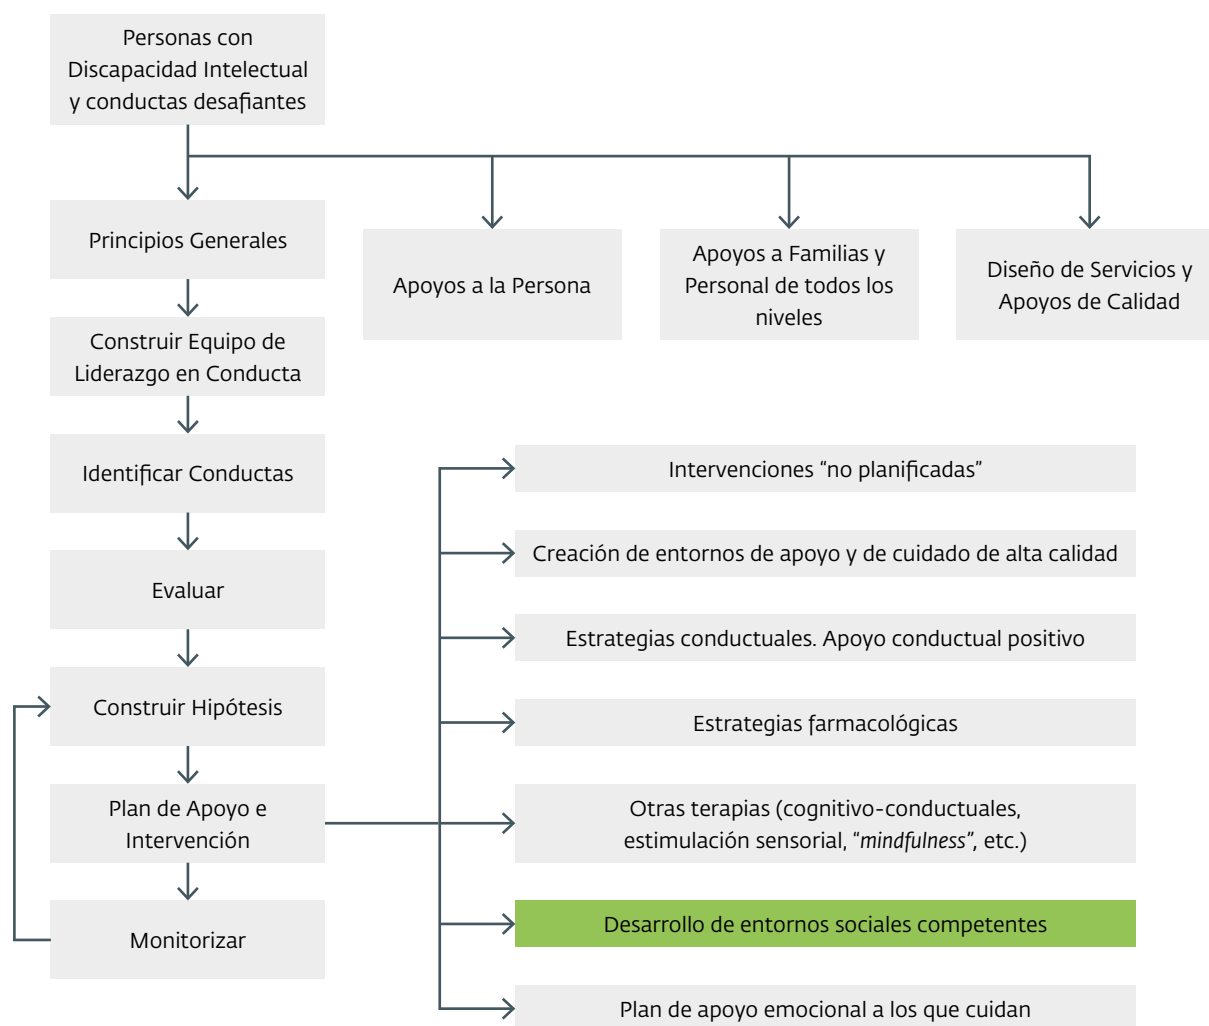 Personas con
Discapacidad Intelectual
y conductas desafiantes
Principios Generales
Apoyos a la Persona
Apoyos a Familias y
Personal de todos los
niveles
Diseño de Servicios y
Apoyos de Calidad
Construir Equipo de
Liderazgo en Conducta
Identificar Conductas
Evaluar
Construir Hipótesis
Plan de Apoyo e
Intervención
Monitorizar
Intervenciones “no planificadas”
Creación de entornos de apoyo y de cuidado de alta calidad
Estrategias conductuales. Apoyo conductual positivo
Estrategias farmacológicas
Otras terapias (cognitivo-conductuales,
estimulación sensorial, “mindfulness”, etc.)
Desarrollo de entornos sociales competentes
Plan de apoyo emocional a los que cuidan